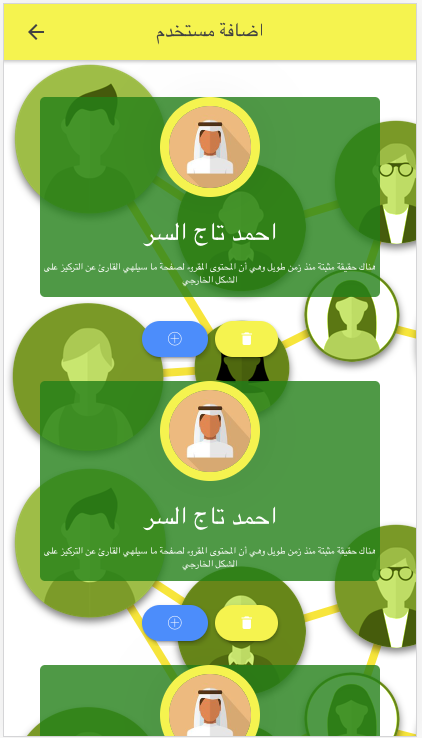 اضافة مستخدم
احمد تاج السر
هناك حقيقة مثبتة منذ زمن طويل وهي أن المحتوى المقروء لصفحة ما سيلهي القارئ عن التركيز على
الشكل الخارجي
احمد تاج السر
هناك حقيقة مثبتة منذ زمن طويل وهي أن المحتوى المقروء لصفحة ما سيلهي القارئ عن التركيز على
الشكل الخارجي